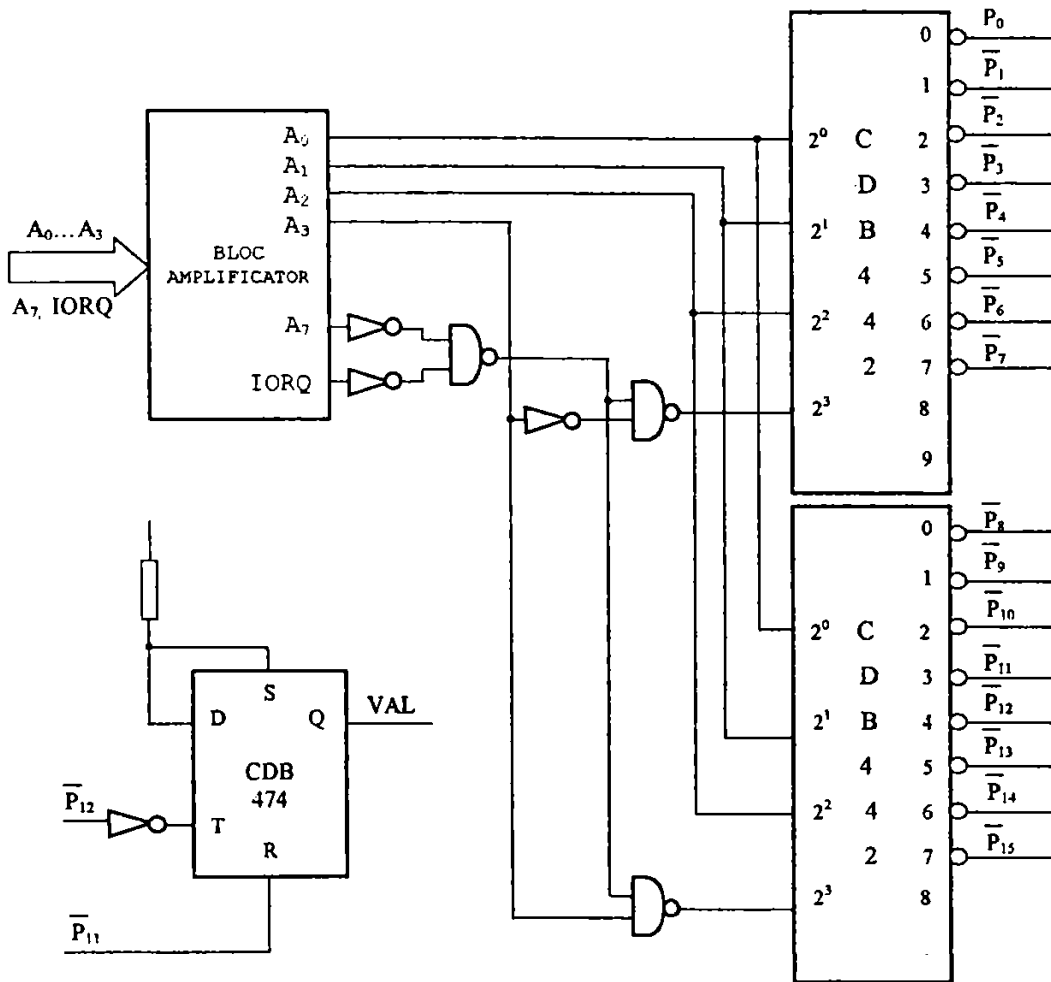 A₀...A₃
A₇, IORQ
A₀
A₁
A₂
A₃
BLOC
AMPLIFICATOR
A₇
IORQ
2⁰
2¹
2²
2³
C
D
B
4
4
2
0
1
2
3
4
5
6
7
8
9
P₀
P̅₁
P̅₂
P̅₃
P̅₄
P̅₅
P̅₆
P̅₇
2⁰
2¹
2²
2³
C
D
B
4
4
2
0
1
2
3
4
5
6
7
8
P̅₈
P̅₉
P̅₁₀
P̅₁₁
P̅₁₂
P̅₁₃
P̅₁₄
P̅₁₅
S
D
Q
VAL
CDB
474
P̅₁₂
T
R
P̅₁₁